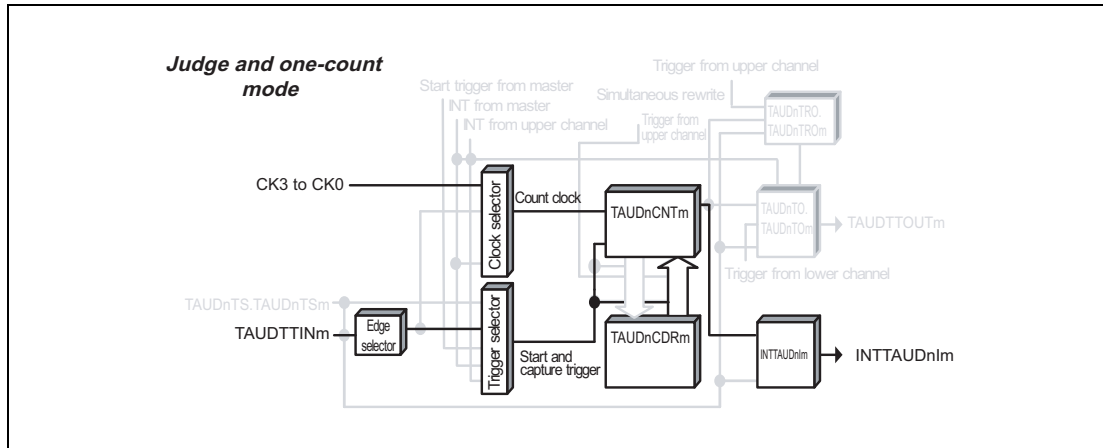 Judge and one-count
mode
Trigger from upper channel
Start trigger from master
Simultaneous rewrite
INT from master
INT from upper channel
Trigger from
upper channel
TAUDnTRO.
TAUDnTROm
CK3 to CK0
Clock selector
Count clock
TAUDnCNTm
TAUDnTO.
TAUDnTOm
TAUDTTOUTm
Trigger from lower channel
TAUDnTS.TAUDnTSm
TAUDTTINm
Edge
selector
Trigger selector
Start and
capture trigger
TAUDnCDRm
INTTAUDnIm
INTTAUDnIm